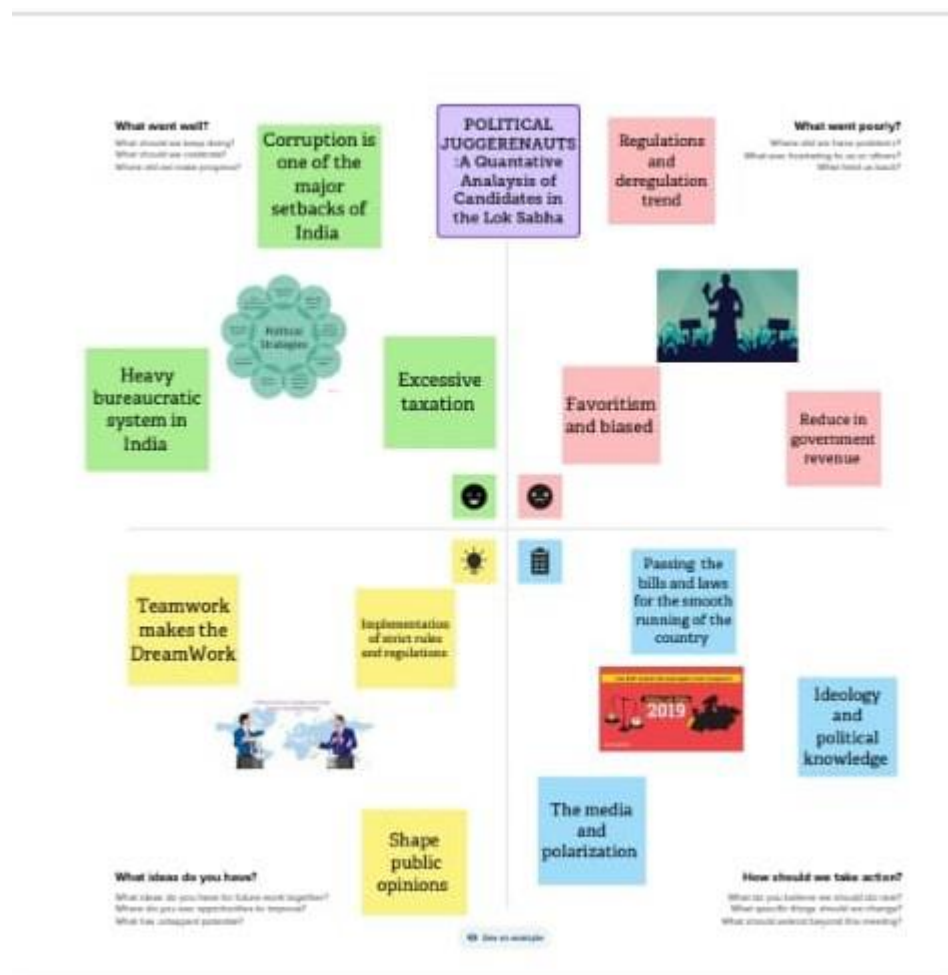 What went well?
What should we keep doing?
What should we celebrate?
Where did we make progress?
Corruption is
one of the
major
setbacks of
India
POLITICAL
JUGGERENAUTS
:A Quantative
Analaysis of
Candidates in
the Lok Sabha
Regulations
and
deregulation
trend
What went poorly?
Where did we have problems?
What was frustrating to us or others?
What held us back?
Political
Strategies
Heavy
bureaucratic
system in
India
Excessive
taxation
Favoritism
and biased
Reduce in
government
revenue
Teamwork
makes the
DreamWork
Implementation
of strict rules
and regulations
Passing the
bills and laws
for the smooth
running of the
country
2019
Ideology
and
political
knowledge
Shape
public
opinions
The media
and
polarization
What ideas do you have?
What ideas do you have for future work together?
Where do you see opportunities to improve?
What has untapped potential?
How should we take action?
What do you believe we should do next?
What specific things should we change?
What should extend beyond this meeting?
See an example